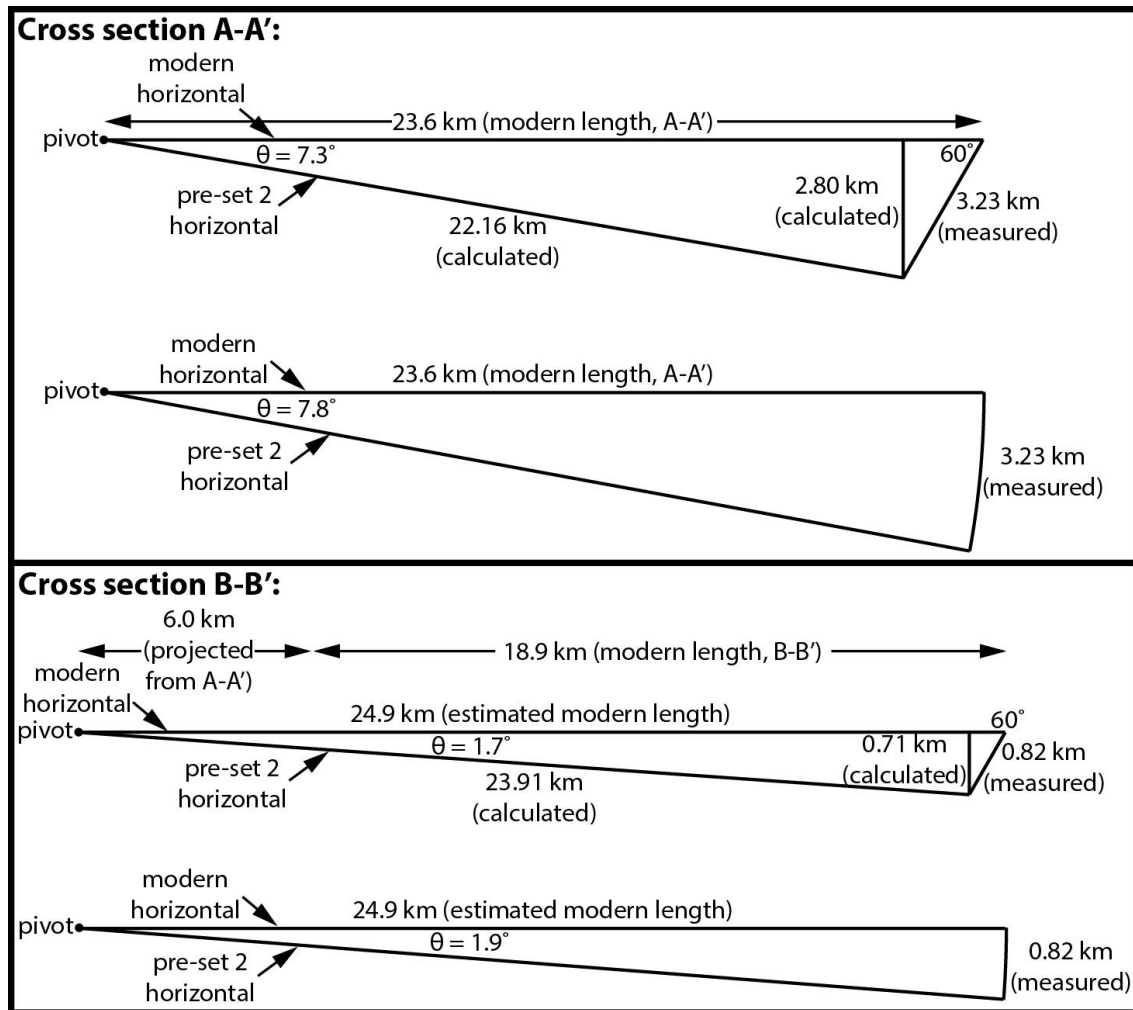 Cross section A-A’:
modern
horizontal
23.6 km (modern length, A-A’)
pivot
θ = 7.3˚
60˚
pre-set 2
horizontal
22.16 km
(calculated)
2.80 km
(calculated)
3.23 km
(measured)
modern
horizontal
23.6 km (modern length, A-A’)
pivot
θ = 7.8˚
pre-set 2
horizontal
3.23 km
(measured)
Cross section B-B’:
6.0 km
(projected
from A-A’)
18.9 km (modern length, B-B’)
modern
horizontal
pivot
24.9 km (estimated modern length)
60˚
θ = 1.7˚
pre-set 2
horizontal
23.91 km
(calculated)
0.71 km
(calculated)
0.82 km
(measured)
modern
horizontal
24.9 km (estimated modern length)
pivot
θ = 1.9˚
pre-set 2
horizontal
0.82 km
(measured)